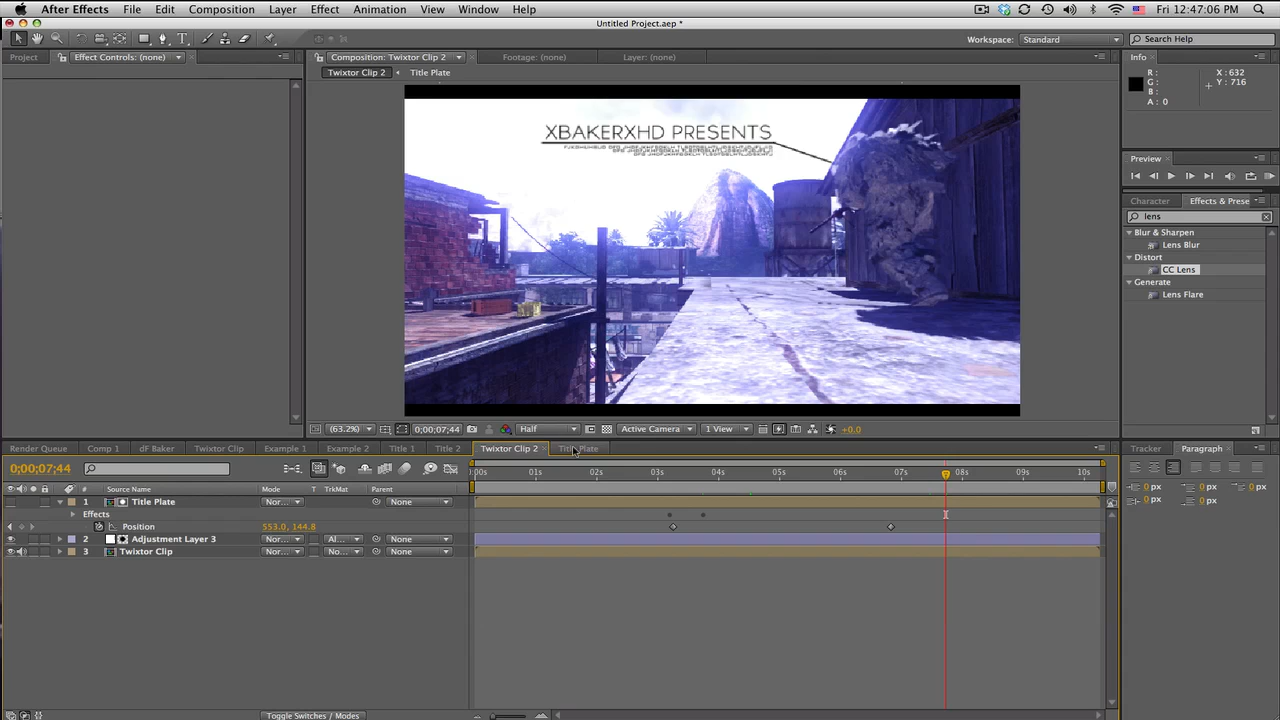 After Effects File Edit Composition Layer Effect Animation View Window Help Fri 12:47:06 PM
Untitled Project.aep *
Workspace: Standard Search Help
Project Effect Controls: (none) Composition: Twixtor Clip 2 Footage: (none) Layer: (none) Info
Twixtor Clip 2 Title Plate
R: X: 632
G: Y: 716
B:
A: 0
XBAKERXHD PRESENTS
Preview
Character Effects & Prese
lens
Blur & Sharpen
Lens Blur
Distort
CC Lens
Generate
Lens Flare
(63.2%) 0;00;07;44 Half Active Camera 1 View +0.0
Render Queue Comp 1 dF Baker Twixtor Clip Example 1 Example 2 Title 1 Title 2 Twixtor Clip 2 Title Plate Tracker Paragraph
0;00;07;44 00s 01s 02s 03s 04s 05s 06s 07s 08s 09s 10s
# Source Name Mode T TrkMat Parent 0 px 0 px 0 px
1 Title Plate Nor... None 0 px 0 px
Effects
Position 553.0, 144.8
2 Adjustment Layer 3 Nor... Al... None
3 Twixtor Clip Nor... No... None
Toggle Switches / Modes